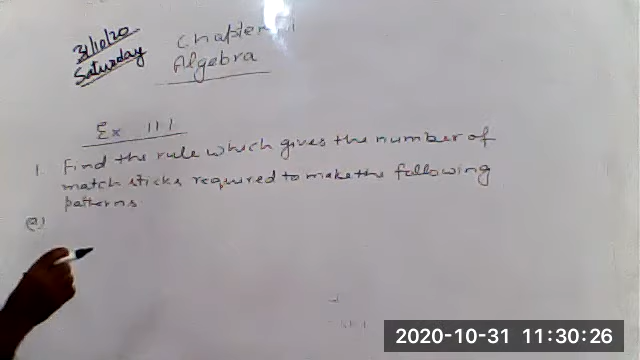 31/10/20
Saturday
Chapter 11
Algebra
Ex 11.1
1. Find the rule which gives the number of
match sticks required to make the following
patterns
(a)
2020-10-31 11:30:26